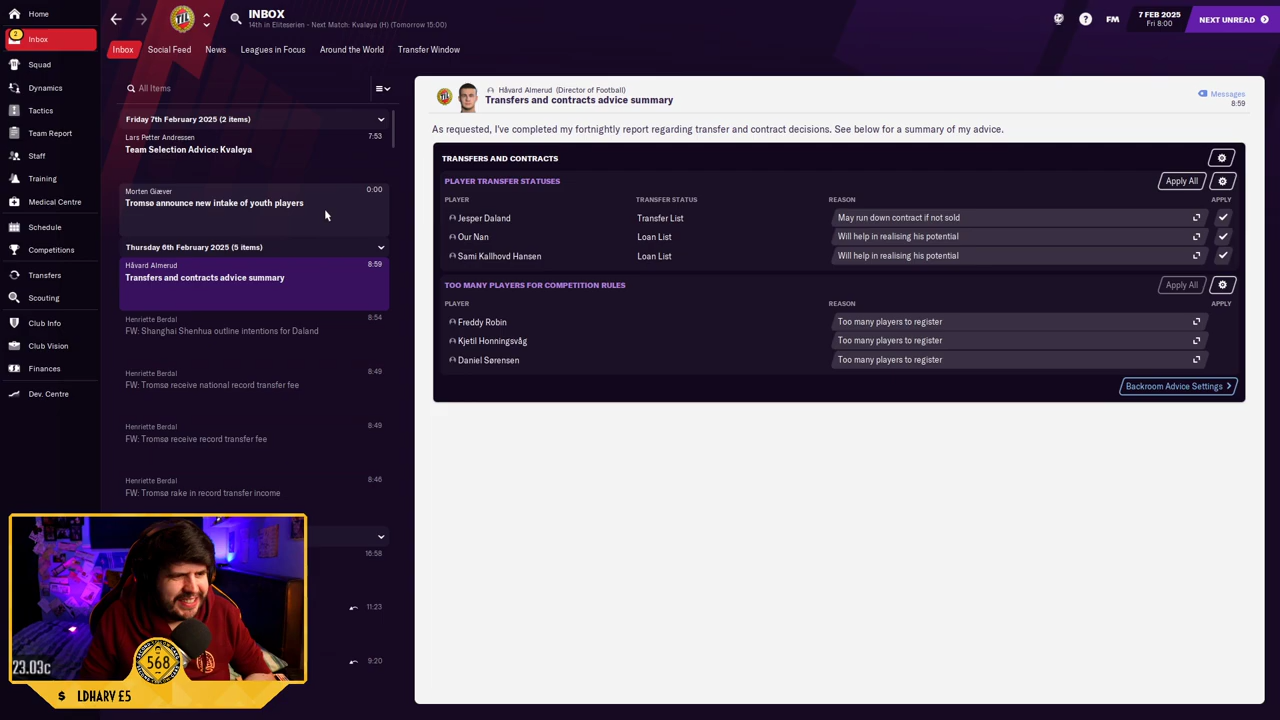 Home
2
Inbox
Squad
Dynamics
Tactics
Team Report
Staff
Training
Medical Centre
Schedule
Competitions
Transfers
Scouting
Club Info
Club Vision
Finances
Dev. Centre
TIL
INBOX
14th in Eliteserien - Next Match: Kvaløya (H) (Tomorrow 15:00)
?
FM
7 FEB 2025
Fri 8:00
NEXT UNREAD
Inbox
Social Feed
News
Leagues in Focus
Around the World
Transfer Window
All Items
Friday 7th February 2025 (2 items)
Lars Petter Andressen 7:53
Team Selection Advice: Kvaløya
Morten Giæver 0:00
Tromsø announce new intake of youth players
Thursday 6th February 2025 (5 items)
Håvard Almerud 8:59
Transfers and contracts advice summary
Henriette Berdal 8:54
FW: Shanghai Shenhua outline intentions for Daland
Henriette Berdal 8:49
FW: Tromsø receive national record transfer fee
Henriette Berdal 8:49
FW: Tromsø receive record transfer fee
Henriette Berdal 8:46
FW: Tromsø rake in record transfer income
16:58
11:23
9:20
TIL
Håvard Almerud (Director of Football)
Transfers and contracts advice summary
Messages
8:59
As requested, I've completed my fortnightly report regarding transfer and contract decisions. See below for a summary of my advice.
TRANSFERS AND CONTRACTS
PLAYER TRANSFER STATUSES Apply All
PLAYER TRANSFER STATUS REASON APPLY
Jesper Daland Transfer List May run down contract if not sold
Our Nan Loan List Will help in realising his potential
Sami Kallhovd Hansen Loan List Will help in realising his potential
TOO MANY PLAYERS FOR COMPETITION RULES Apply All
PLAYER REASON APPLY
Freddy Robin Too many players to register
Kjetil Honningsvåg Too many players to register
Daniel Sørensen Too many players to register
Backroom Advice Settings
23.03c
568
$ LDHARV £5